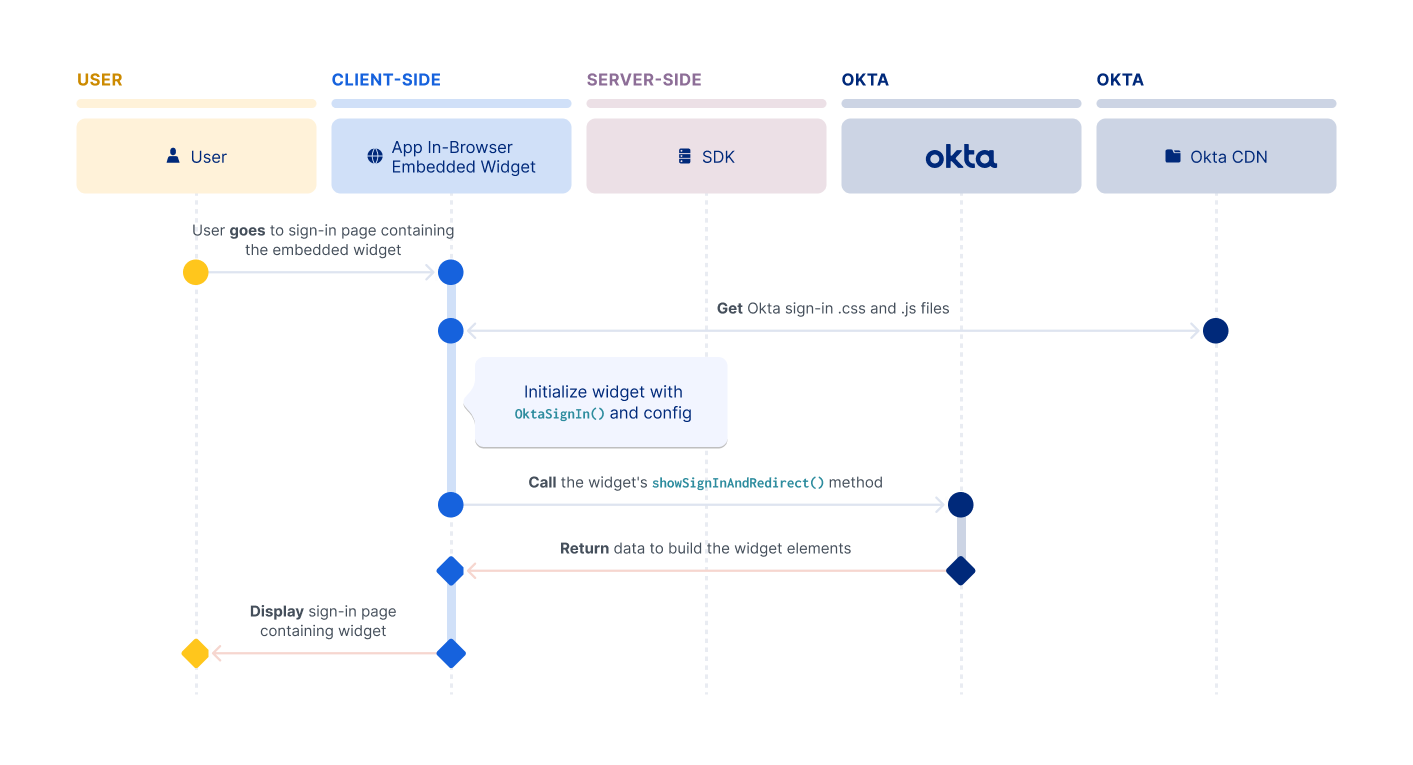 USER
CLIENT-SIDE
SERVER-SIDE
OKTA
OKTA
User
App In-Browser
Embedded Widget
SDK
okta
Okta CDN
User goes to sign-in page containing
the embedded widget
Get Okta sign-in .css and .js files
Initialize widget with
OktaSignIn() and config
Call the widget's showSignInAndRedirect() method
Return data to build the widget elements
Display sign-in page
containing widget